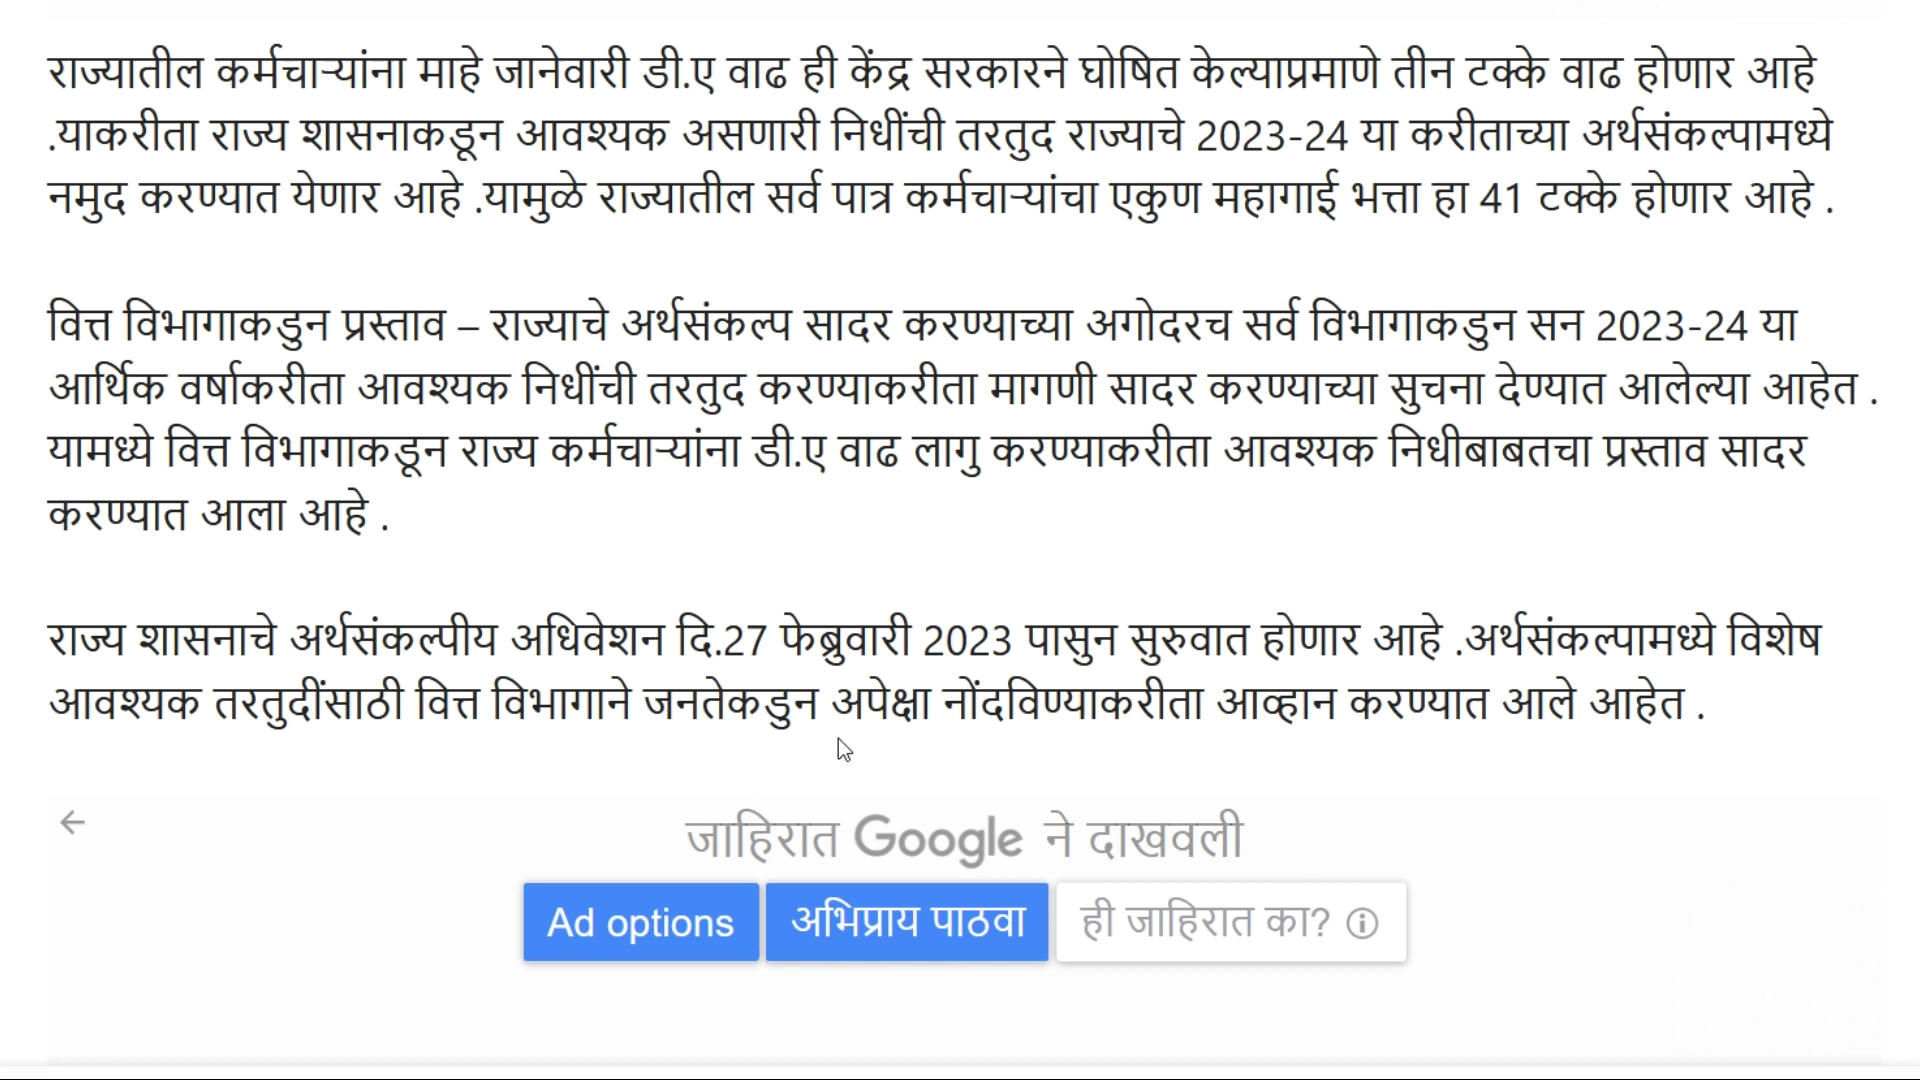 राज्यातील कर्मचाऱ्यांना माहे जानेवारी डी.ए वाढ ही केंद्र सरकारने घोषित केल्याप्रमाणे तीन टक्के वाढ होणार आहे
.याकरीता राज्य शासनाकडून आवश्यक असणारी निधींची तरतुद राज्याचे 2023-24 या करीताच्या अर्थसंकल्पामध्ये
नमुद करण्यात येणार आहे .यामुळे राज्यातील सर्व पात्र कर्मचाऱ्यांचा एकुण महागाई भत्ता हा 41 टक्के होणार आहे .
वित्त विभागाकडुन प्रस्ताव – राज्याचे अर्थसंकल्प सादर करण्याच्या अगोदरच सर्व विभागाकडुन सन 2023-24 या
आर्थिक वर्षाकरीता आवश्यक निधींची तरतुद करण्याकरीता मागणी सादर करण्याच्या सुचना देण्यात आलेल्या आहेत .
यामध्ये वित्त विभागाकडून राज्य कर्मचाऱ्यांना डी.ए वाढ लागु करण्याकरीता आवश्यक निधीबाबतचा प्रस्ताव सादर
करण्यात आला आहे .
राज्य शासनाचे अर्थसंकल्पीय अधिवेशन दि.27 फेब्रुवारी 2023 पासुन सुरुवात होणार आहे .अर्थसंकल्पामध्ये विशेष
आवश्यक तरतुदींसाठी वित्त विभागाने जनतेकडुन अपेक्षा नोंदविण्याकरीता आव्हान करण्यात आले आहेत .
जाहिरात Google ने दाखवली
Ad options अभिप्राय पाठवा ही जाहिरात का?